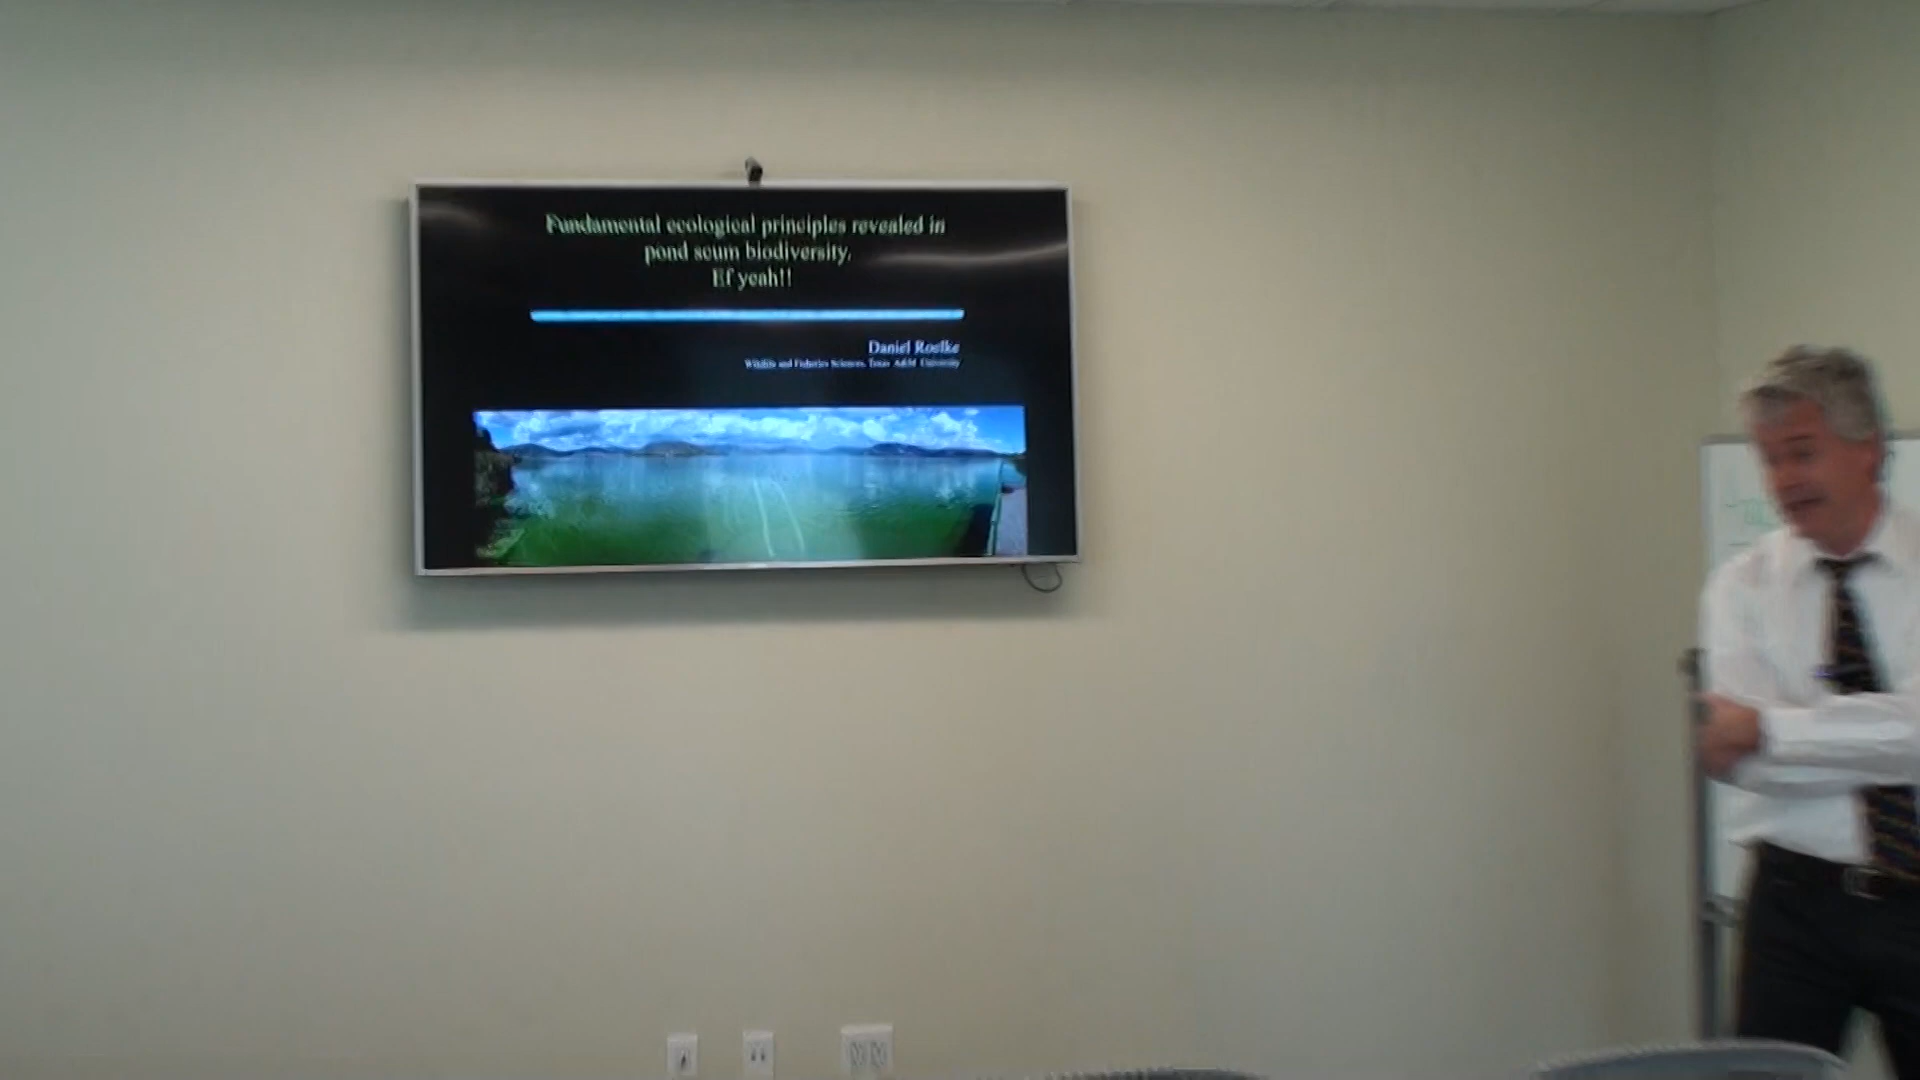 Fundamental ecological principles revealed in
pond scum biodiversity.
Ef yeah!!
Daniel Roelke
Wildlife and Fisheries Sciences, Texas A&M University